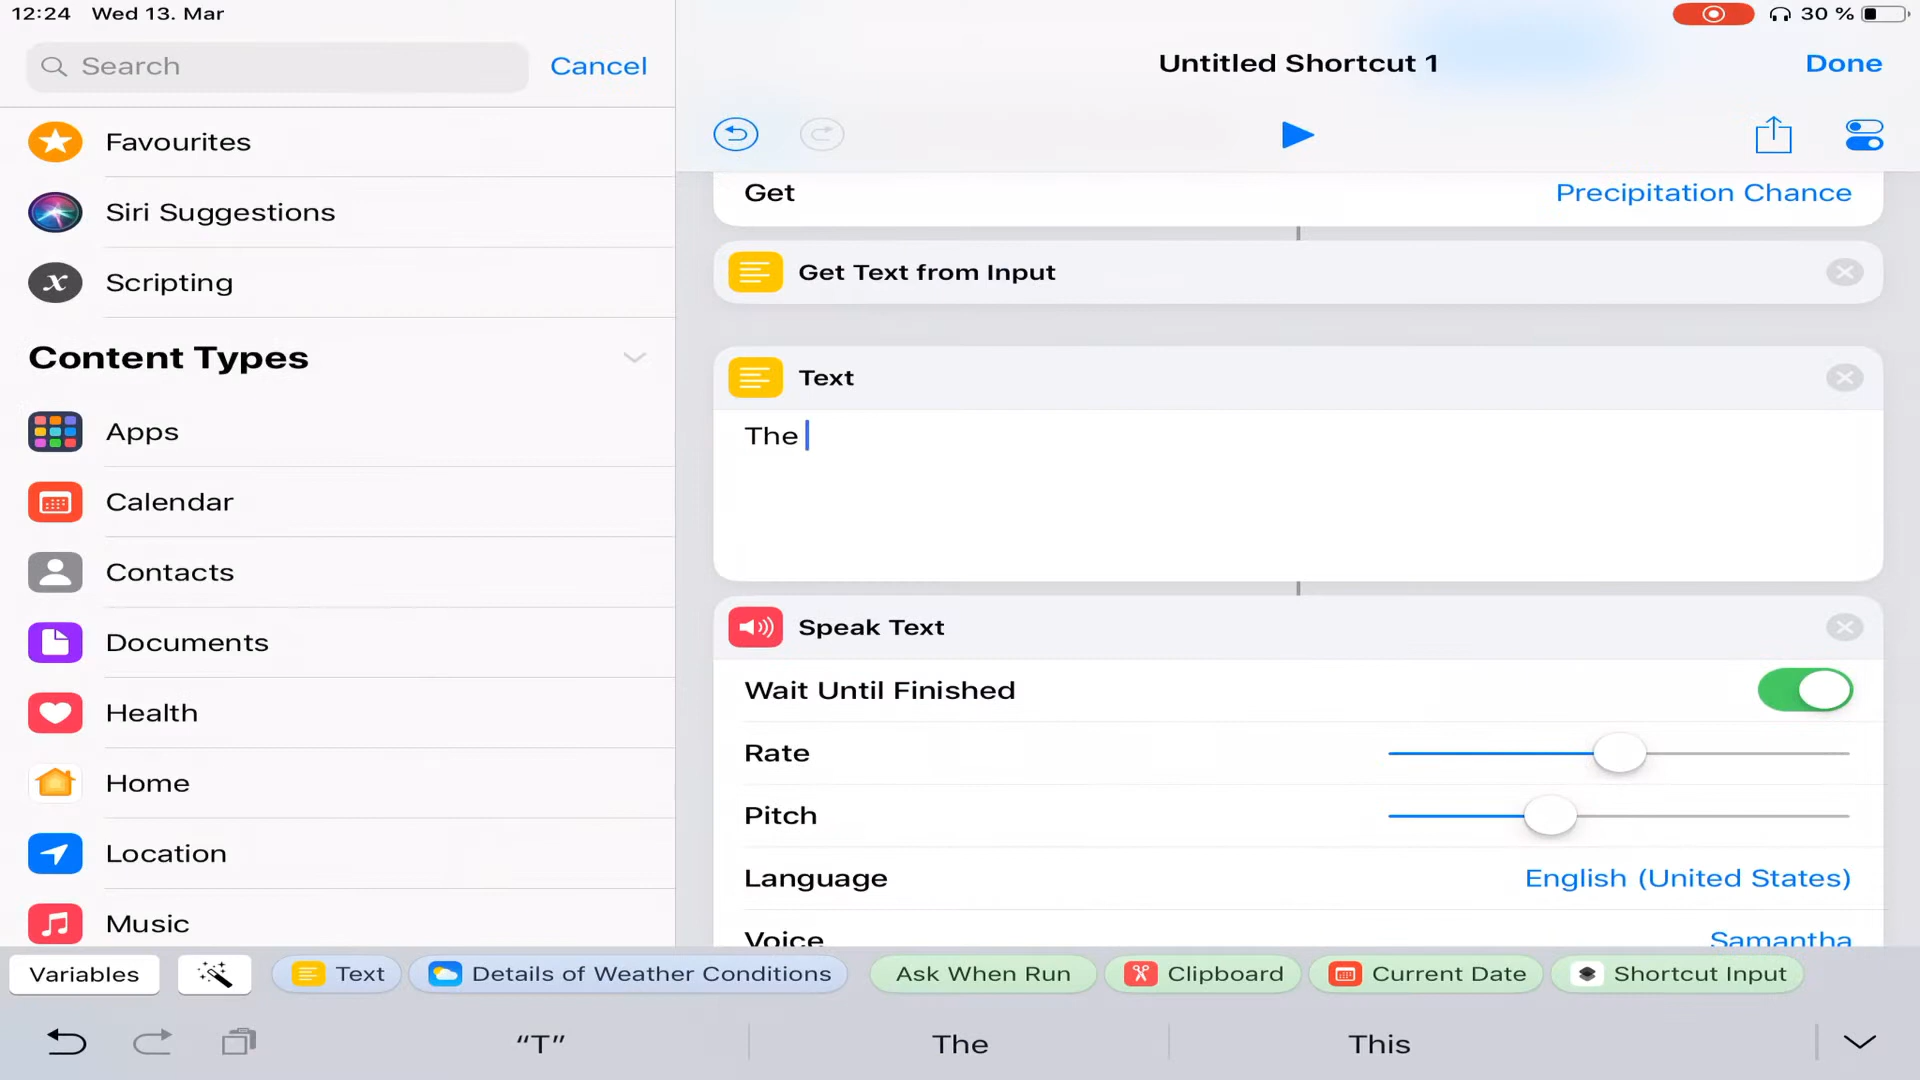 12:24 Wed 13. Mar
30 %
Search
Cancel
Favourites
Siri Suggestions
Scripting
Content Types
Apps
Calendar
Contacts
Documents
Health
Home
Location
Music
Untitled Shortcut 1
Done
Get
Precipitation Chance
Get Text from Input
Text
The
Speak Text
Wait Until Finished
Rate
Pitch
Language
English (United States)
Voice
Samantha
Variables
Text
Details of Weather Conditions
Ask When Run
Clipboard
Current Date
Shortcut Input
“T”
The
This